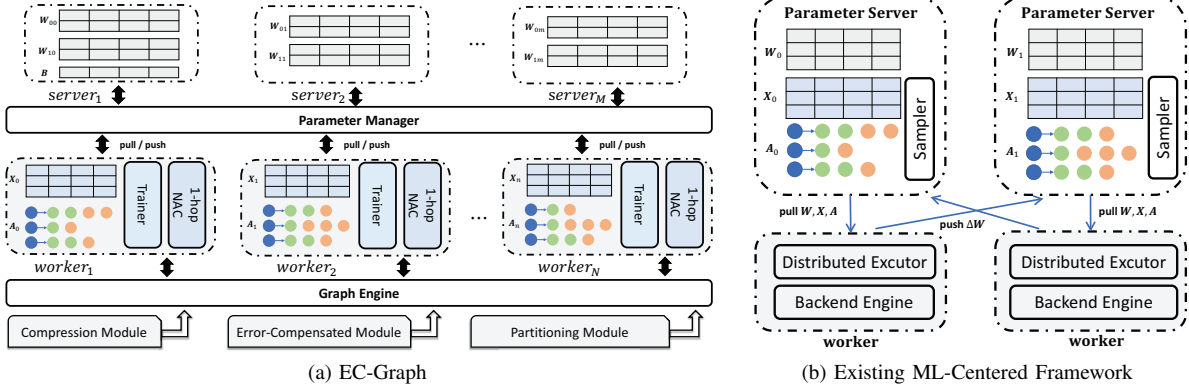 W₀₀
W₁₀
B
server₁
W₀₁
W₁₁
server₂
...
W₀ₘ
W₁ₘ
server_M
Parameter Manager
pull / push
pull / push
pull / push
X₀
A₀
Trainer
1-hop NAC
worker₁
X₁
A₁
Trainer
1-hop NAC
worker₂
...
Xₙ
Aₙ
Trainer
1-hop NAC
worker_N
Graph Engine
Compression Module
Error-Compensated Module
Partitioning Module
(a) EC-Graph
Parameter Server
W₀
X₀
A₀
Sampler
Parameter Server
W₁
X₁
A₁
Sampler
pull W, X, A
push ΔW
pull W, X, A
Distributed Excutor
Backend Engine
worker
Distributed Excutor
Backend Engine
worker
(b) Existing ML-Centered Framework